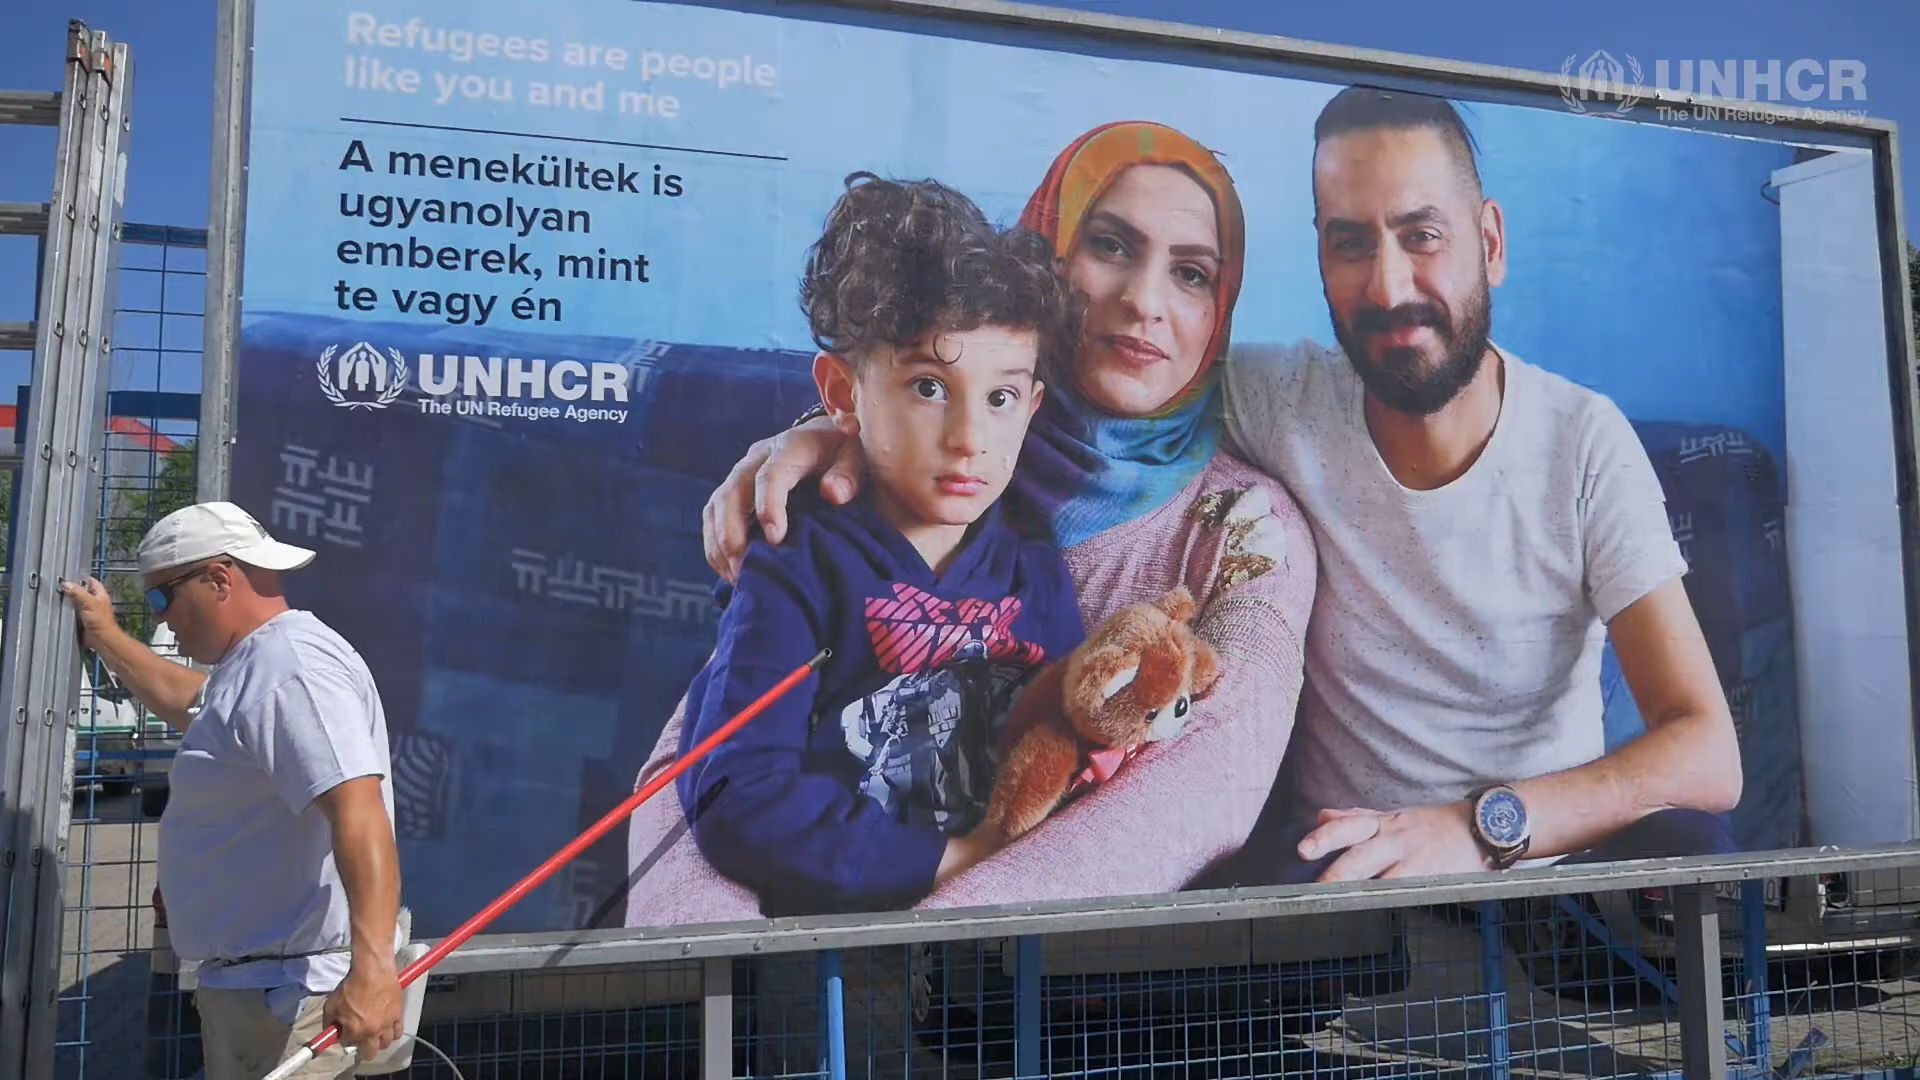 Refugees are people
like you and me
A menekültek is
ugyanolyan
emberek, mint
te vagy én
UNHCR
The UN Refugee Agency
UNHCR
The UN Refugee Agency